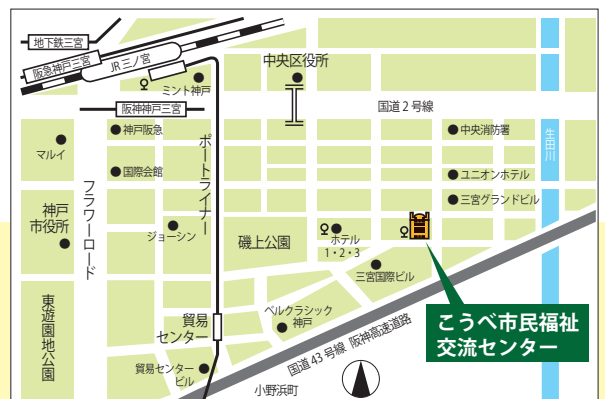 地下鉄三宮
阪急神戸三宮
JR三ノ宮
ミント神戸
中央区役所
阪神神戸三宮
国道2号線
神戸阪急
中央消防署
マルイ
国際会館
ポートライナー
ユニオンホテル
生田川
フラワーロード
三宮グランドビル
神戸
市役所
ジョーシン
磯上公園
ホテル
1・2・3
三宮国際ビル
東遊園地公園
貿易
センター
ベルクラシック
神戸
国道43号線 阪神高速道路
こうべ市民福祉
交流センター
貿易センター
ビル
小野浜町